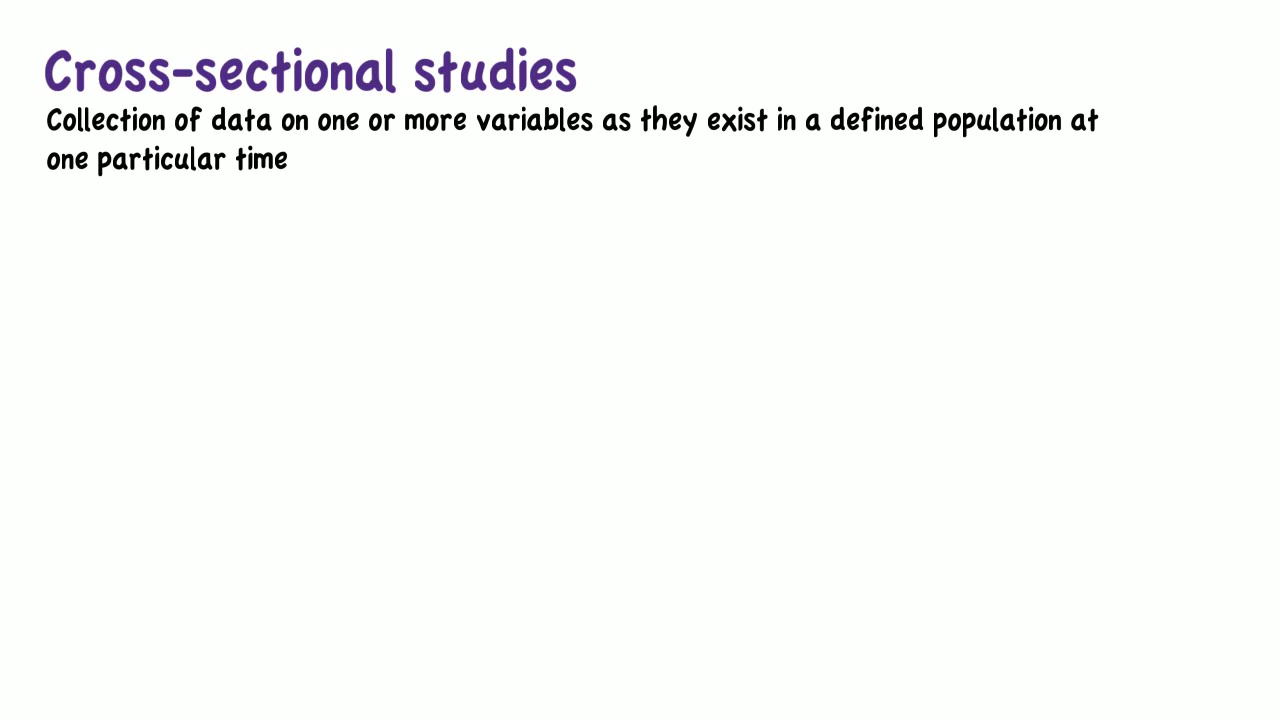 Cross-sectional studies
Collection of data on one or more variables as they exist in a defined population at
one particular time